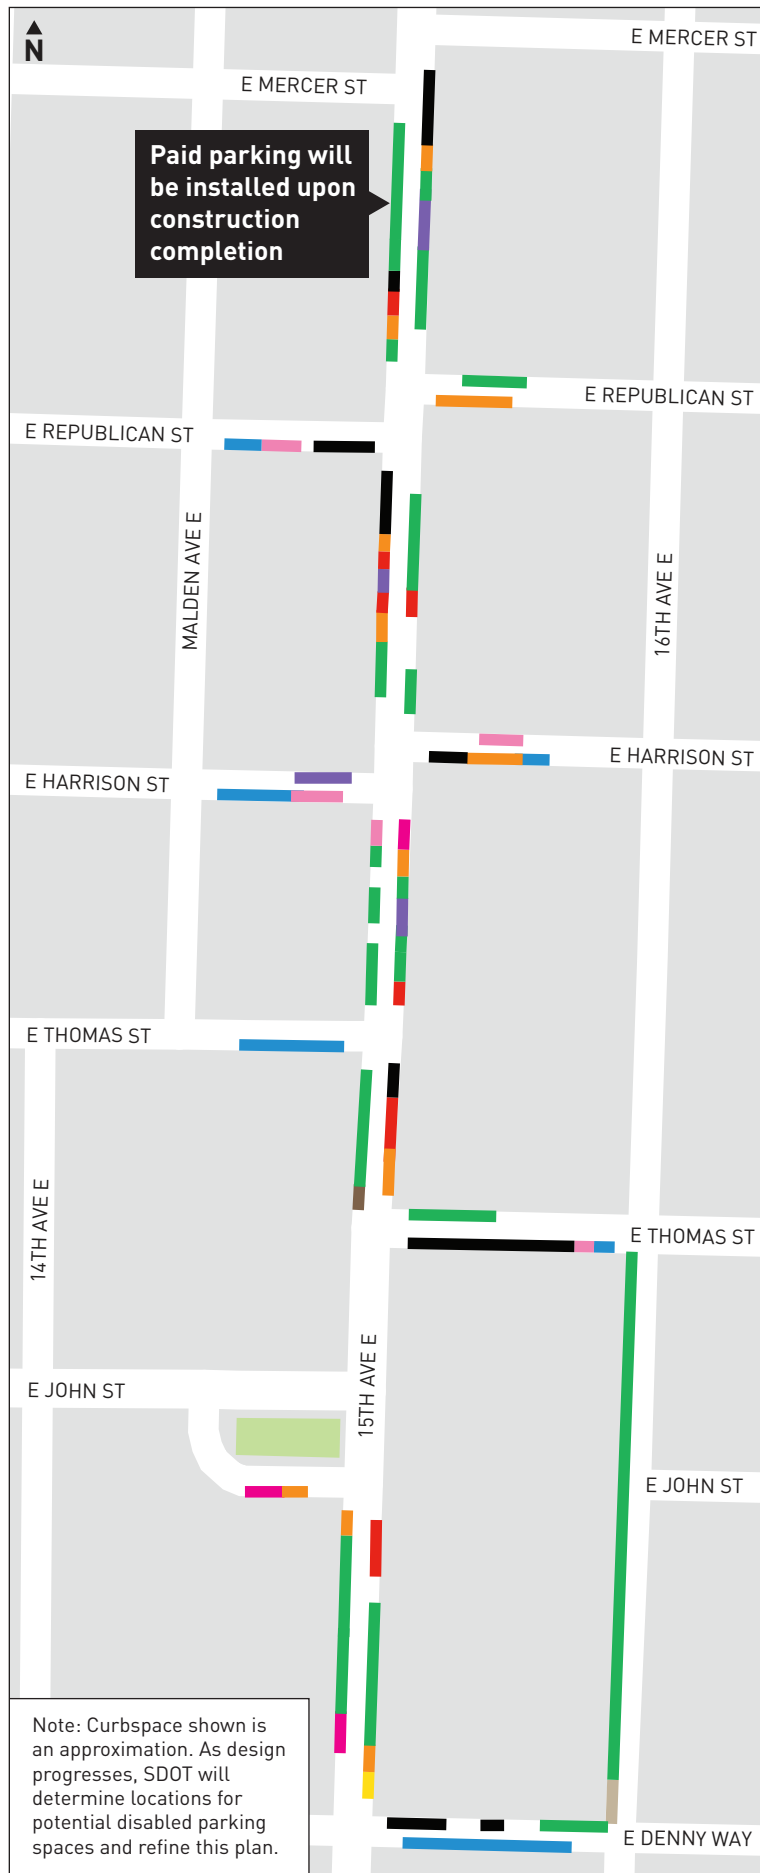 N
E MERCER ST
E MERCER ST
Paid parking will
be installed upon
construction
completion
E REPUBLICAN ST
E REPUBLICAN ST
MALDEN AVE E
16TH AVE E
E HARRISON ST
E HARRISON ST
E THOMAS ST
14TH AVE E
E THOMAS ST
15TH AVE E
E JOHN ST
E JOHN ST
Note: Curbspace shown is
an approximation. As design
progresses, SDOT will
determine locations for
potential disabled parking
spaces and refine this plan.
E DENNY WAY